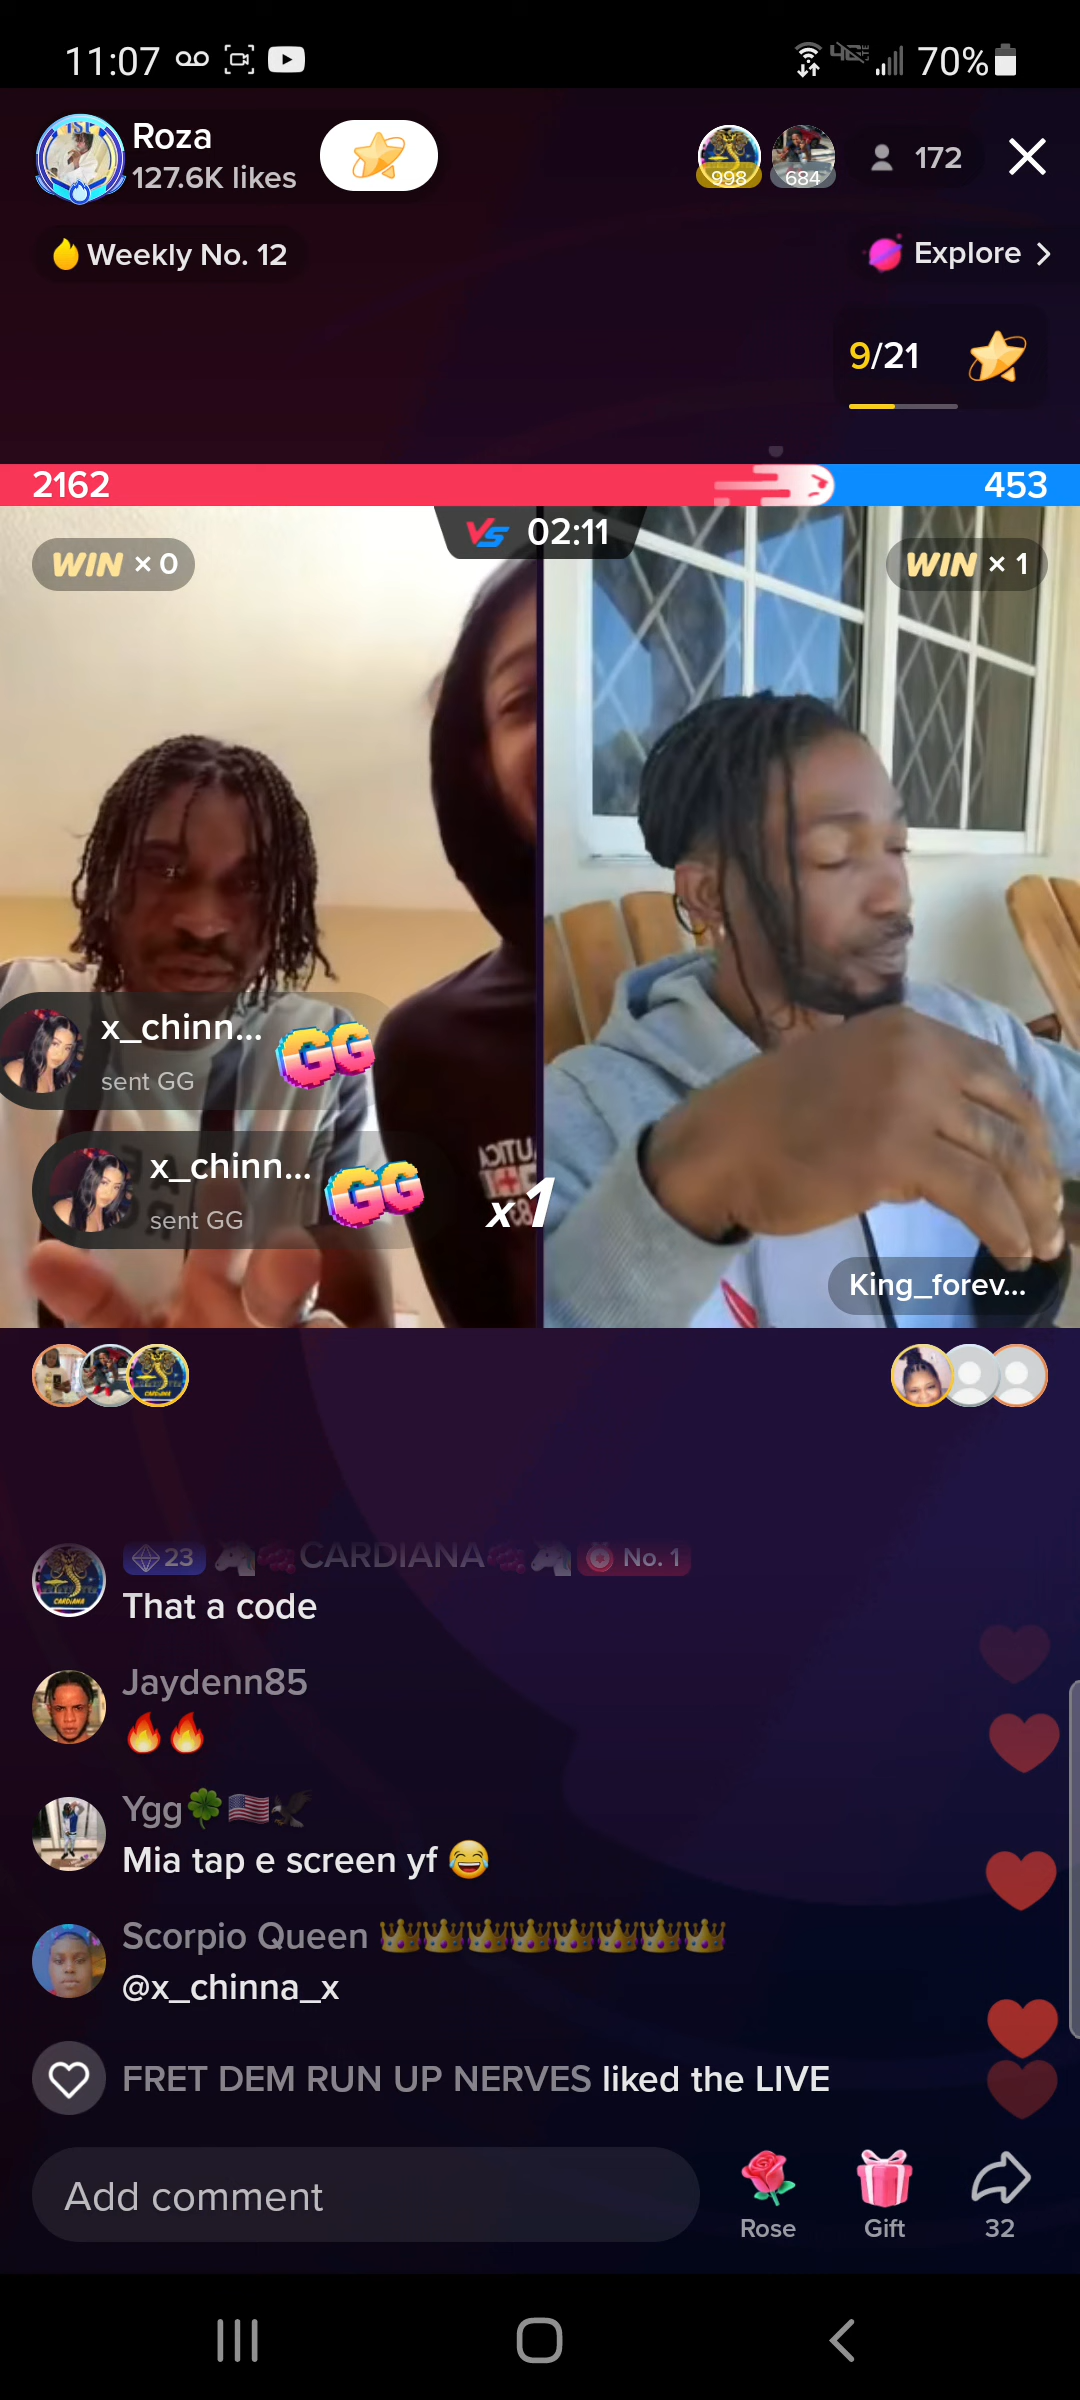 11:07
70%
Roza
127.6K likes
998
684
172
Weekly No. 12
Explore
9/21
2162
453
VS 02:11
WIN × 0
WIN × 1
x_chinn...
GG
sent GG
x_chinn...
GG
sent GG
x1
King_forev...
23
CARDIANA
No. 1
That a code
Jaydenn85
🔥🔥
Ygg🍀🇺🇸🦅
Mia tap e screen yf 😂
Scorpio Queen 👑👑👑👑👑👑👑👑
@x_chinna_x
FRET DEM RUN UP NERVES liked the LIVE
Add comment
Rose
Gift
32